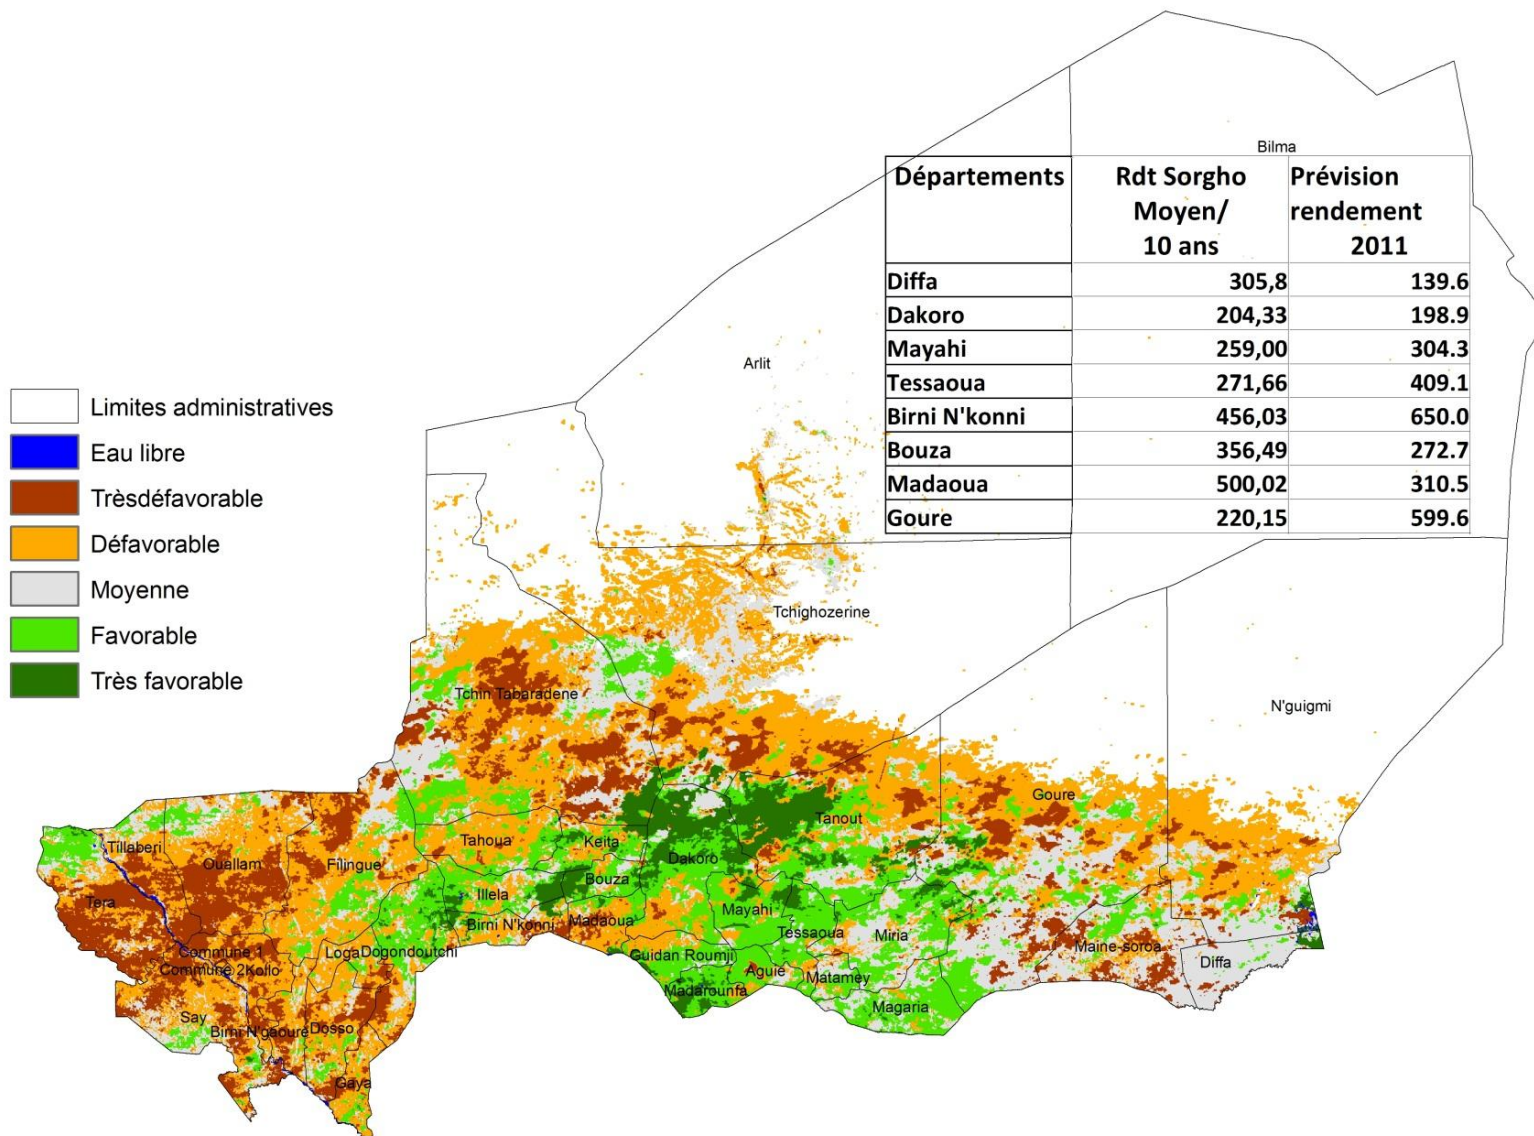 Bilma
Départements Rdt Sorgho Moyen/ 10 ans Prévision rendement 2011
Diffa 305,8 139.6
Dakoro 204,33 198.9
Mayahi 259,00 304.3
Tessaoua 271,66 409.1
Birni N'konni 456,03 650.0
Bouza 356,49 272.7
Madaoua 500,02 310.5
Goure 220,15 599.6
Arlit
Limites administratives
Eau libre
Trèsdéfavorable
Défavorable
Moyenne
Favorable
Très favorable
Tchighozerine
Tchin Tabaradene
N'guigmi
Goure
Tanout
Tillaberi
Tahoua
Keita
Ouallam
Filingue
Dakoro
Bouza
Illela
Tera
Mayahi
Madaoua
Birni N'konni
Tessaoua
Miria
Maine-soroa
Commune 1
Loga
Dogondoutchi
Guidan Roumji
Diffa
Commune 2
Kollo
Aguie
Matamey
Madarounfa
Magaria
Say
Birni N'gaoure
Dosso
Gaya